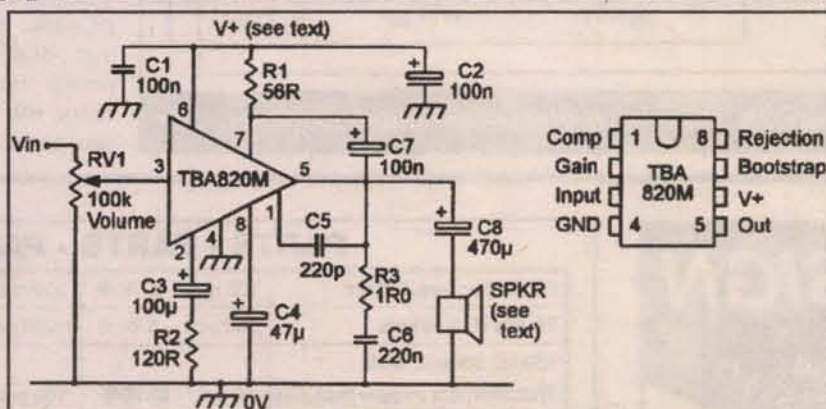 V+ (see text)
C1
100n
R1
56R
C2
100n
6
7
C7
100n
Vin
RV1
100k
Volume
3
TBA820M
5
1
8
4
2
C5
220p
C8
470µ
C3
100µ
R2
120R
C4
47µ
R3
1R0
C6
220n
SPKR
(see
text)
0V
Comp 1 8 Rejection
Gain TBA Bootstrap
Input 820M V+
GND 4 5 Out